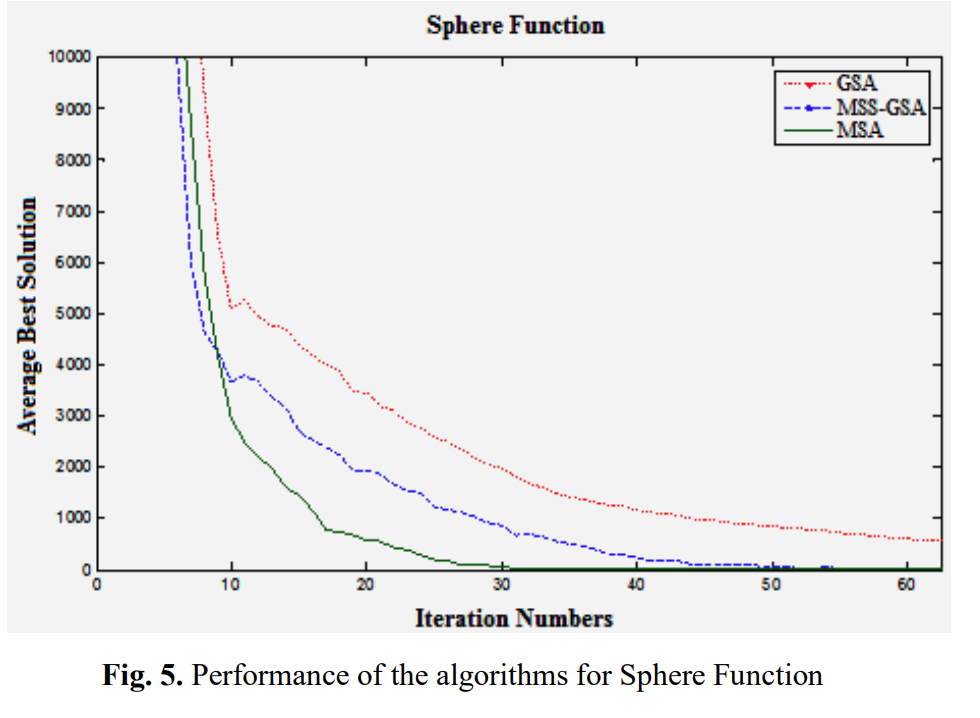 Sphere Function
10000
9000
8000
7000
6000
5000
4000
3000
2000
1000
0
Average Best Solution
GSA
MSS-GSA
MSA
0 10 20 30 40 50 60
Iteration Numbers
Fig. 5. Performance of the algorithms for Sphere Function